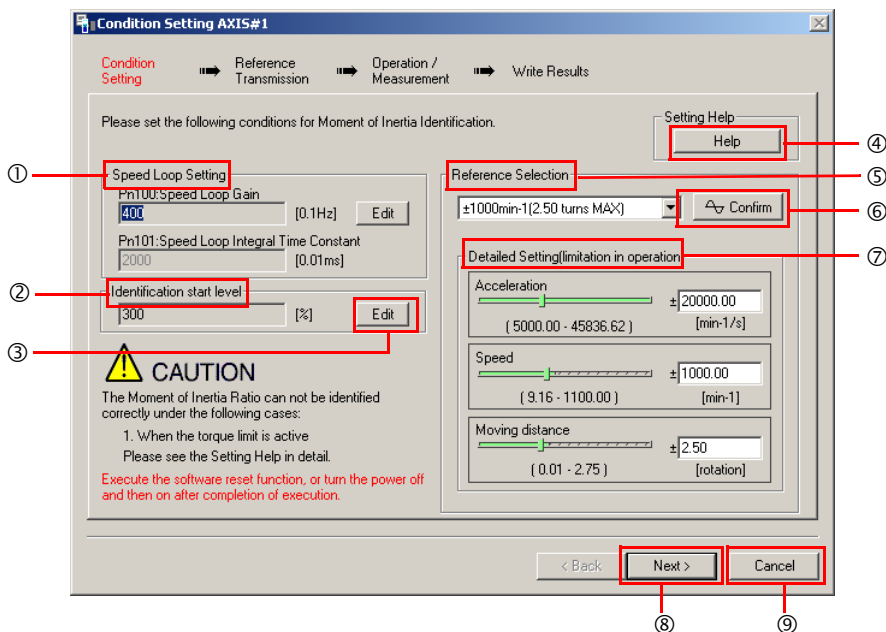 Condition Setting AXIS#1
Condition Setting
Reference Transmission
Operation / Measurement
Write Results
Please set the following conditions for Moment of Inertia Identification.
Setting Help
Help
④
①
Speed Loop Setting
Pn100:Speed Loop Gain
400
[0.1Hz]
Edit
Pn101:Speed Loop Integral Time Constant
2000
[0.01ms]
②
Identification start level
300
[%]
Edit
③
CAUTION
The Moment of Inertia Ratio can not be identified
correctly under the following cases:
1. When the torque limit is active
Please see the Setting Help in detail.
Execute the software reset function, or turn the power off
and then on after completion of execution.
Reference Selection
⑤
±1000min-1(2.50 turns MAX)
Confirm
⑥
Detailed Setting(limitation in operation
⑦
Acceleration
±20000.00
(5000.00 - 45836.62)
[min-1/s]
Speed
±1000.00
(9.16 - 1100.00)
[min-1]
Moving distance
±2.50
(0.01 - 2.75)
[rotation]
< Back
Next >
Cancel
⑧
⑨